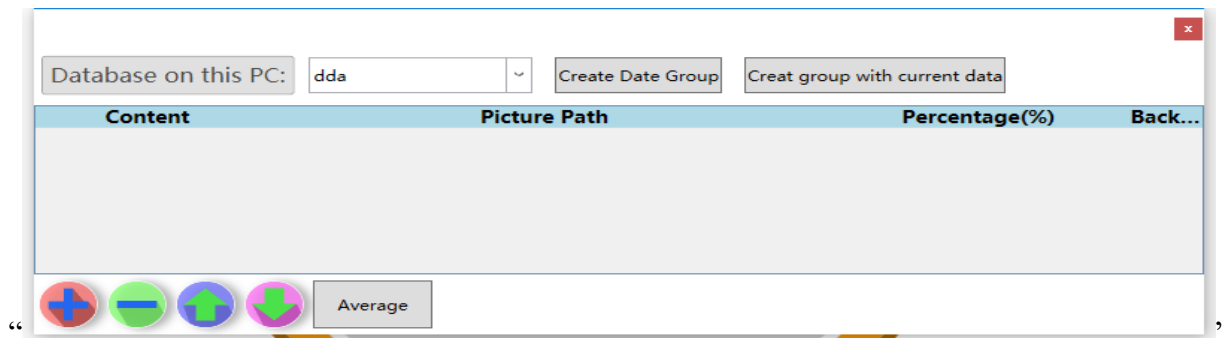 x
Database on this PC: dda Create Date Group Creat group with current data
Content Picture Path Percentage(%) Back...
Average
“ ,